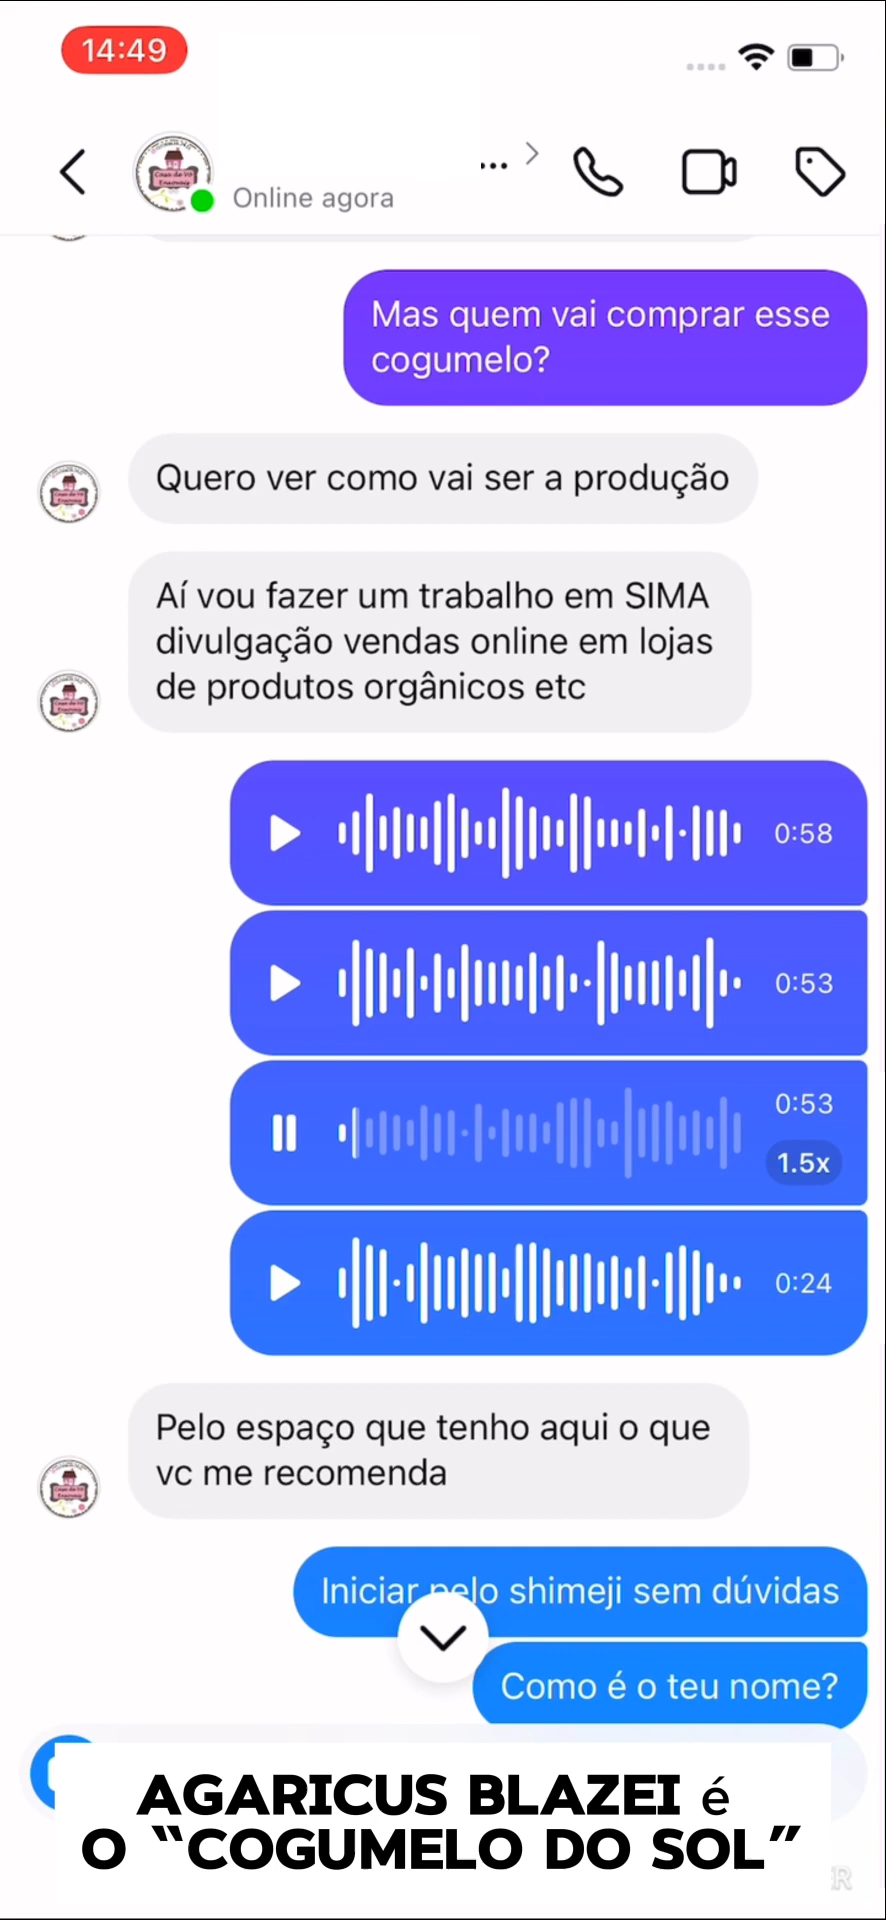 14:49
...
Online agora
Mas quem vai comprar esse
cogumelo?
Quero ver como vai ser a produção
Aí vou fazer um trabalho em SIMA
divulgação vendas online em lojas
de produtos orgânicos etc
0:58
0:53
0:53
1.5x
0:24
Pelo espaço que tenho aqui o que
vc me recomenda
Iniciar pelo shimeji sem dúvidas
Como é o teu nome?
AGARICUS BLAZEI é
O “COGUMELO DO SOL”